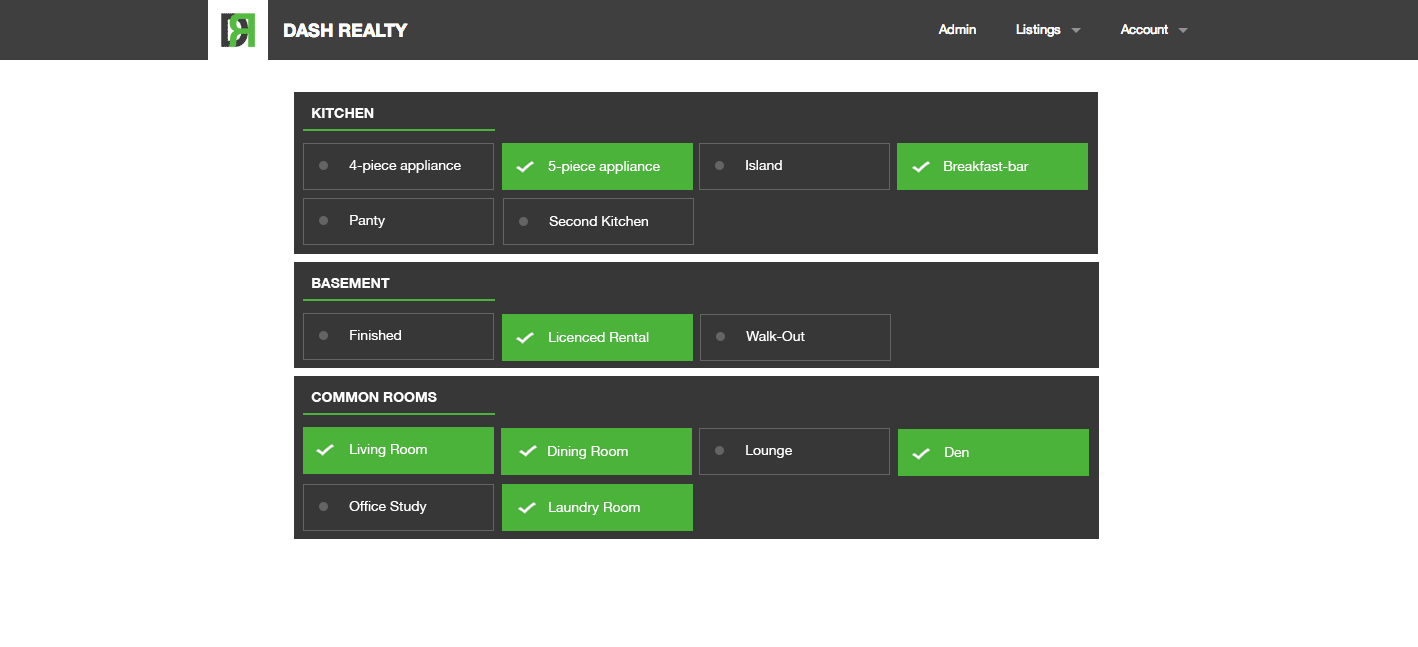 DR DASH REALTY Admin Listings Account
KITCHEN
4-piece appliance 5-piece appliance Island Breakfast-bar
Panty Second Kitchen
BASEMENT
Finished Licenced Rental Walk-Out
COMMON ROOMS
Living Room Dining Room Lounge Den
Office Study Laundry Room